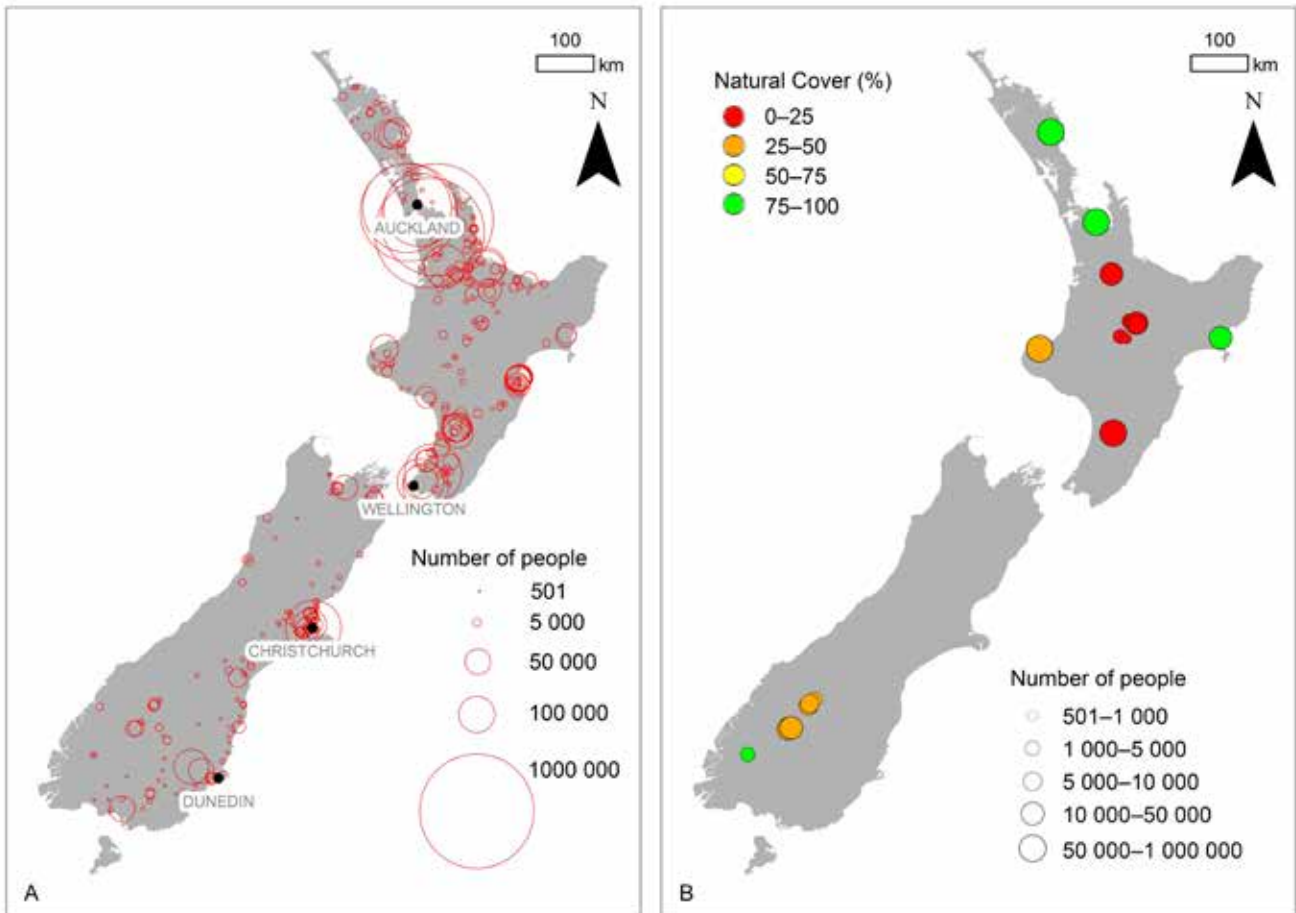 100
km
N
AUCKLAND
WELLINGTON
Number of people
501
5 000
50 000
100 000
1000 000
CHRISTCHURCH
DUNEDIN
A
100
km
N
Natural Cover (%)
0–25
25–50
50–75
75–100
Number of people
501–1 000
1 000–5 000
5 000–10 000
10 000–50 000
50 000–1 000 000
B